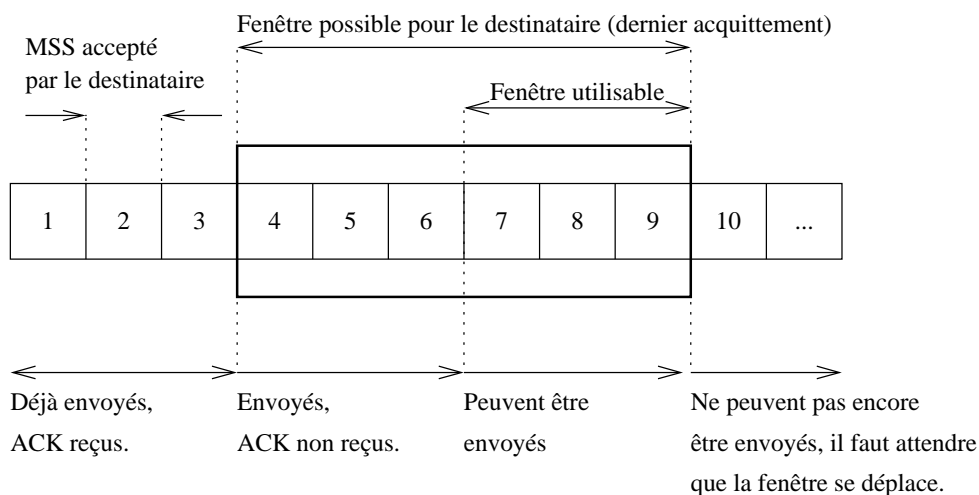 Fenêtre possible pour le destinataire (dernier acquittement)
MSS accepté
par le destinataire
Fenêtre utilisable
1 2 3 4 5 6 7 8 9 10 ...
Déjà envoyés,
ACK reçus.
Envoyés,
ACK non reçus.
Peuvent être
envoyés
Ne peuvent pas encore
être envoyés, il faut attendre
que la fenêtre se déplace.